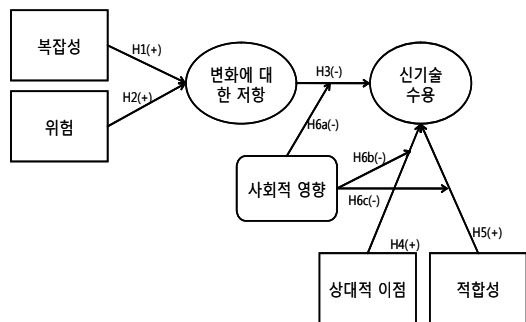 복잡성
H1(+)
변화에 대
한 저항
H3(-)
신기술
수용
H2(+)
위험
H6a(-)
H6b(-)
사회적 영향
H6c(-)
H5(+)
H4(+)
상대적 이점
적합성